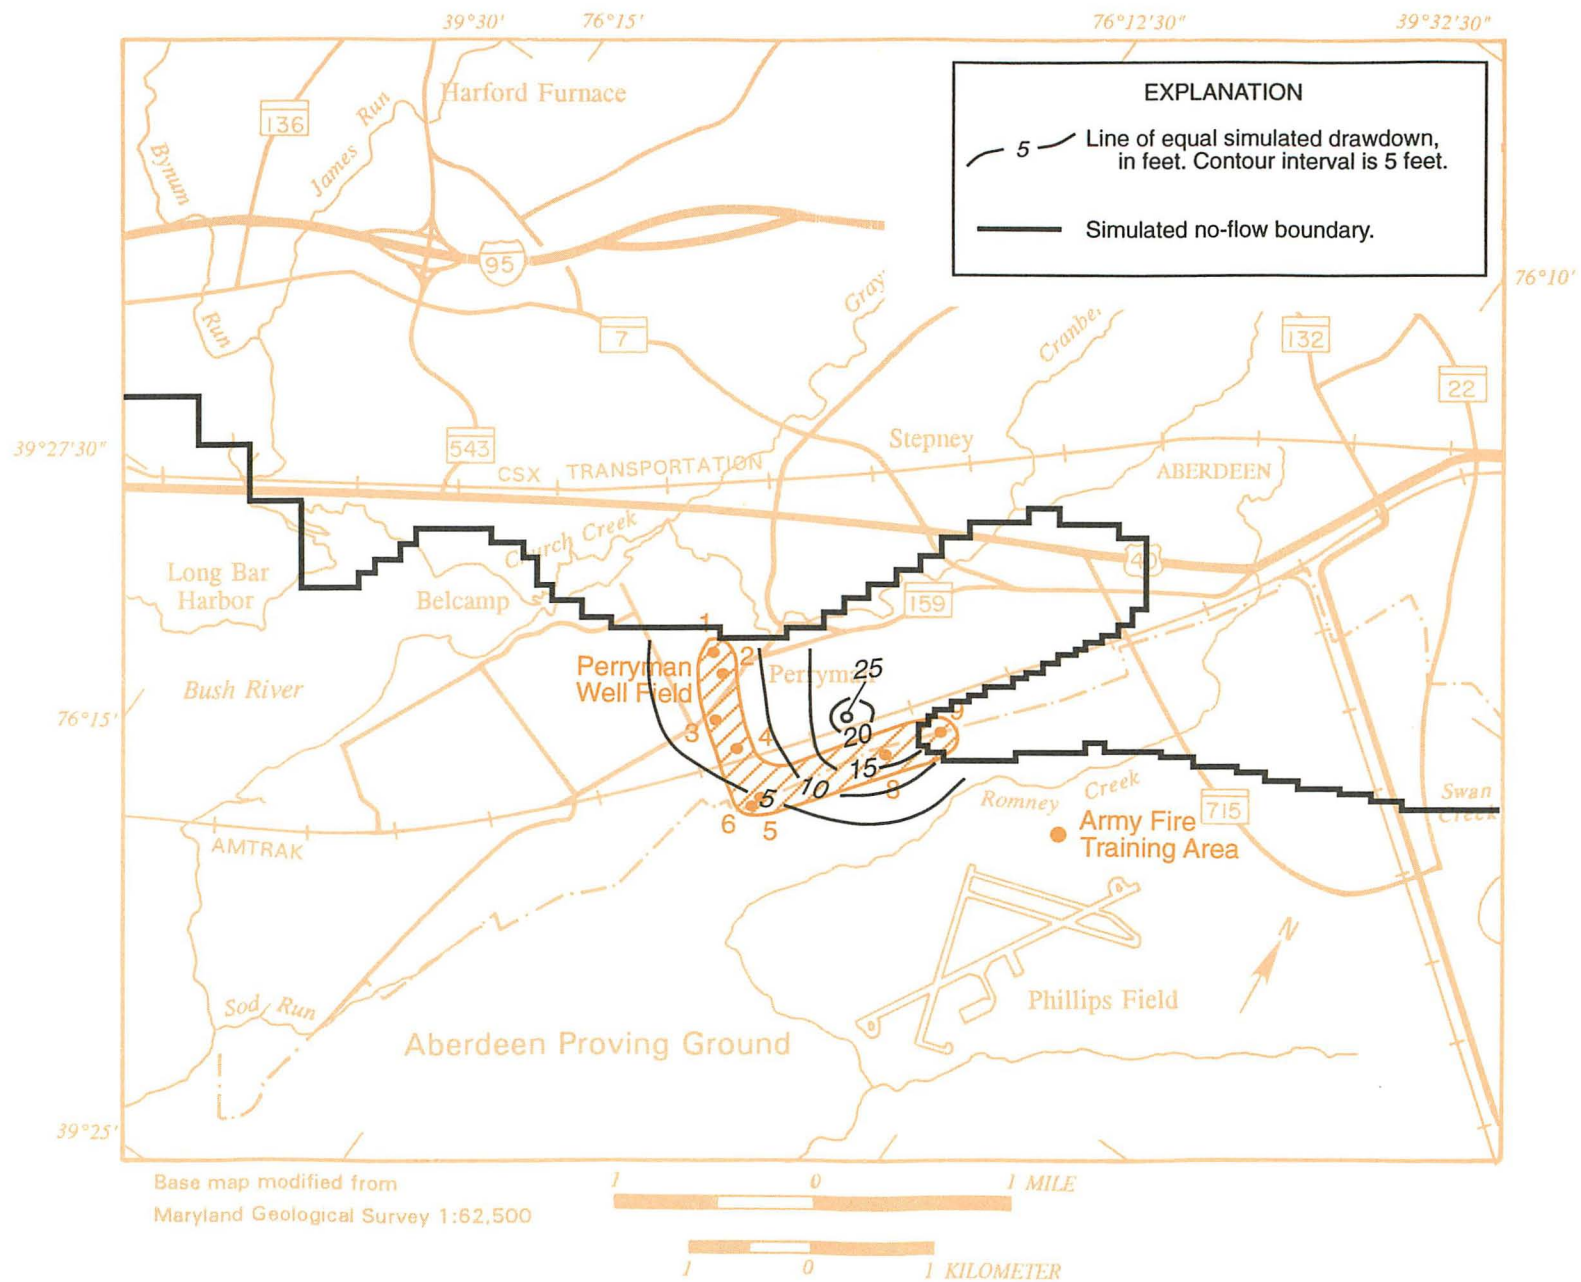 39°30'
76°15'
76°12'30"
39°32'30"
Harford Furnace
EXPLANATION
5
Line of equal simulated drawdown,
in feet. Contour interval is 5 feet.
Simulated no-flow boundary.
136
James Run
Bynum
Run
95
76°10'
Gray
Cranber
7
132
22
39°27'30"
543
Stepney
CSX TRANSPORTATION
ABERDEEN
Church Creek
40
Long Bar
Harbor
Belcamp
159
1
2
Perryman
Well Field
Perryman
25
Bush River
76°15'
3
4
20
9
15
10
5
8
6
5
Romney Creek
715
Swan
Creek
Army Fire
Training Area
AMTRAK
N
Sod Run
Phillips Field
Aberdeen Proving Ground
39°25'
Base map modified from
Maryland Geological Survey 1:62,500
1 0 1 MILE
1 0 1 KILOMETER